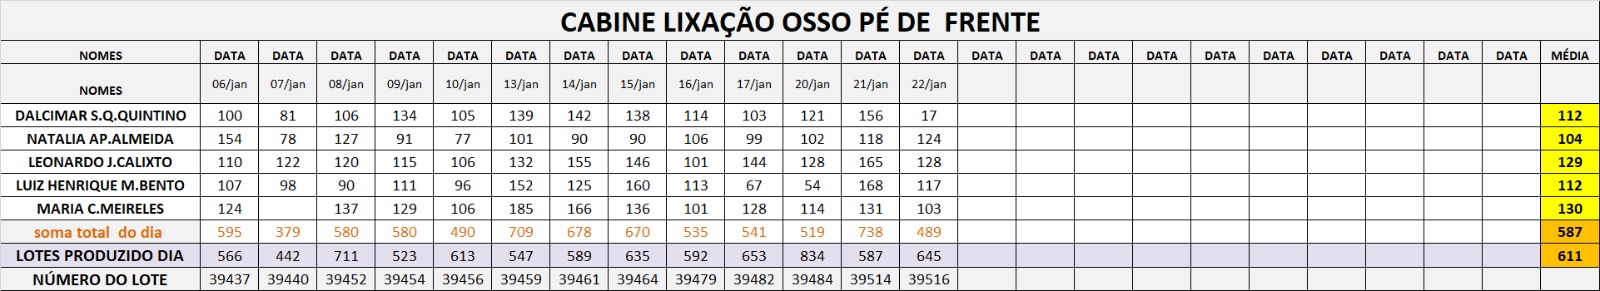 CABINE LIXAÇÃO OSSO PÉ DE  FRENTE
NOMES DATA DATA DATA DATA DATA DATA DATA DATA DATA DATA DATA DATA DATA DATA DATA DATA DATA DATA DATA DATA DATA DATA DATA MÉDIA
NOMES 06/jan 07/jan 08/jan 09/jan 10/jan 13/jan 14/jan 15/jan 16/jan 17/jan 20/jan 21/jan 22/jan
DALCIMAR S.Q.QUINTINO 100 81 106 134 105 139 142 138 114 103 121 156 17 112
NATALIA AP.ALMEIDA 154 78 127 91 77 101 90 90 106 99 102 118 124 104
LEONARDO J.CALIXTO 110 122 120 115 106 132 155 146 101 144 128 165 128 129
LUIZ HENRIQUE M.BENTO 107 98 90 111 96 152 125 160 113 67 54 168 117 112
MARIA C.MEIRELES 124 137 129 106 185 166 136 101 128 114 131 103 130
soma total  do dia 595 379 580 580 490 709 678 670 535 541 519 738 489 587
LOTES PRODUZIDO DIA 566 442 711 523 613 547 589 635 592 653 834 587 645 611
NÚMERO DO LOTE 39437 39440 39452 39454 39456 39459 39461 39464 39479 39482 39484 39514 39516